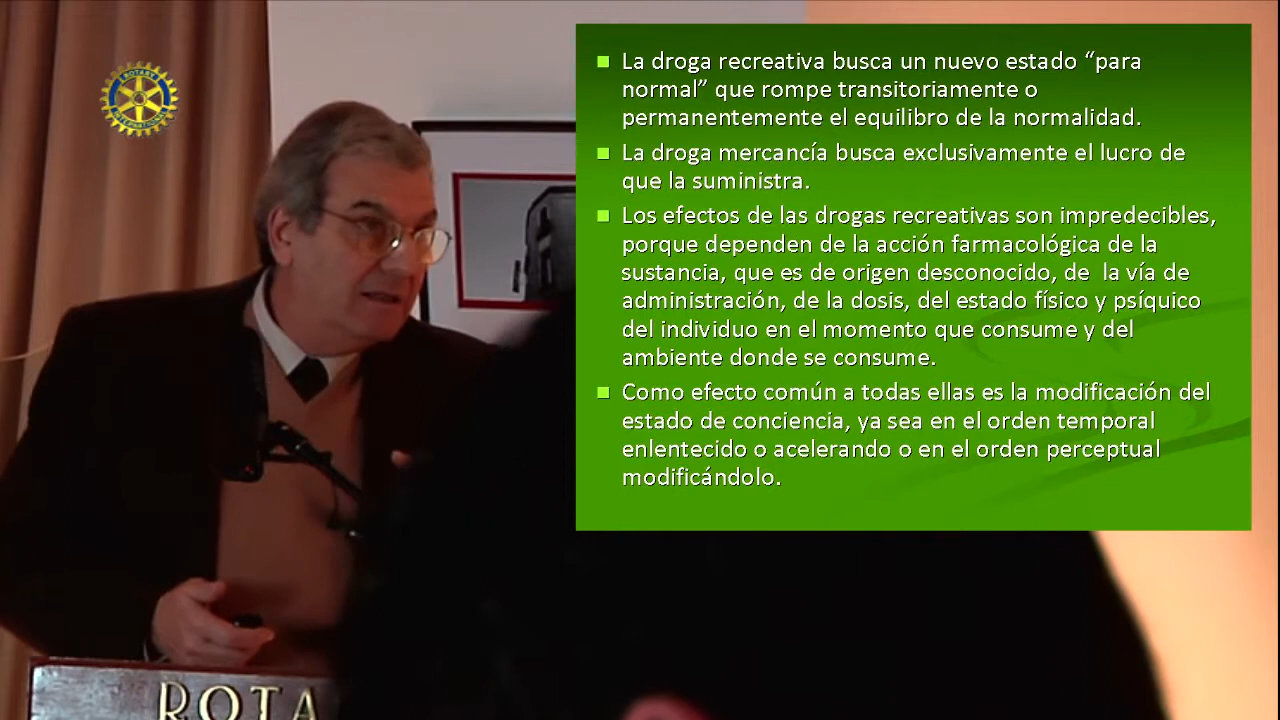 ROTARY
INTERNATIONAL
La droga recreativa busca un nuevo estado “para
normal” que rompe transitoriamente o
permanentemente el equilibro de la normalidad.
La droga mercancía busca exclusivamente el lucro de
que la suministra.
Los efectos de las drogas recreativas son impredecibles,
porque dependen de la acción farmacológica de la
sustancia, que es de origen desconocido, de la vía de
administración, de la dosis, del estado físico y psíquico
del individuo en el momento que consume y del
ambiente donde se consume.
Como efecto común a todas ellas es la modificación del
estado de conciencia, ya sea en el orden temporal
enlentecido o acelerando o en el orden perceptual
modificándolo.
ROTA